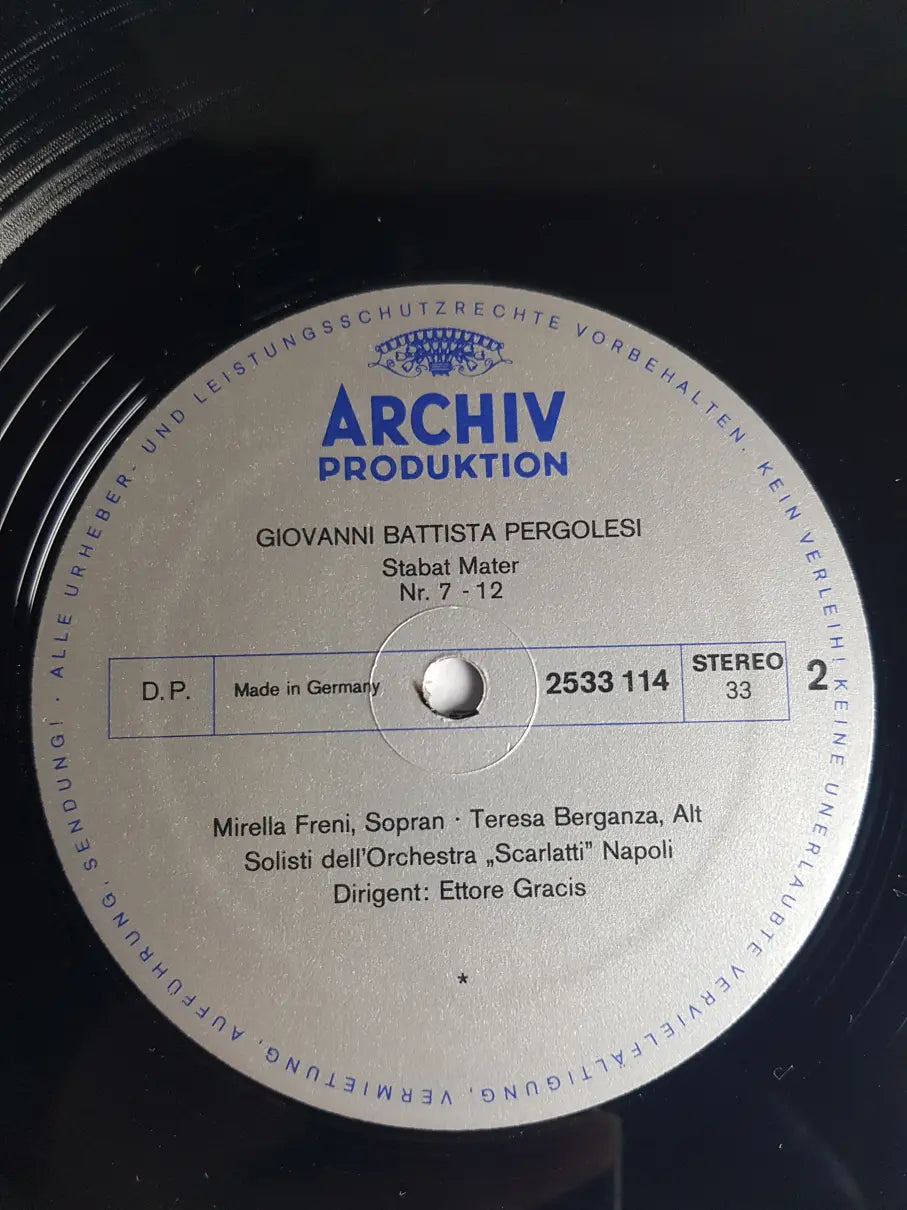 ALLE URHEBER- UND LEISTUNGSSCHUTZRECHTE VORBEHALTEN. KEIN VERLEIH! KEINE UNERLAUBTE VERVIELFÄLTIGUNG, VERMIETUNG, AUFFÜHRUNG, SENDUNG!
ARCHIV
PRODUKTION
GIOVANNI BATTISTA PERGOLESI
Stabat Mater
Nr. 7 - 12
D.P. Made in Germany 2533 114 STEREO 2
33
Mirella Freni, Sopran · Teresa Berganza, Alt
Solisti dell'Orchestra „Scarlatti” Napoli
Dirigent: Ettore Gracis
*